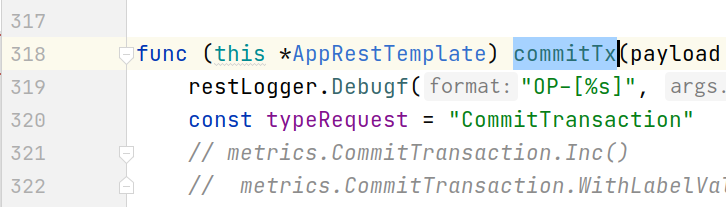 317
318 func (this *AppRestTemplate) commitTx(payload
319 restLogger.Debugf( format: "OP-[%s]", args.
320 const typeRequest = "CommitTransaction"
321 // metrics.CommitTransaction.Inc()
322 // metrics.CommitTransaction.WithLabelVal